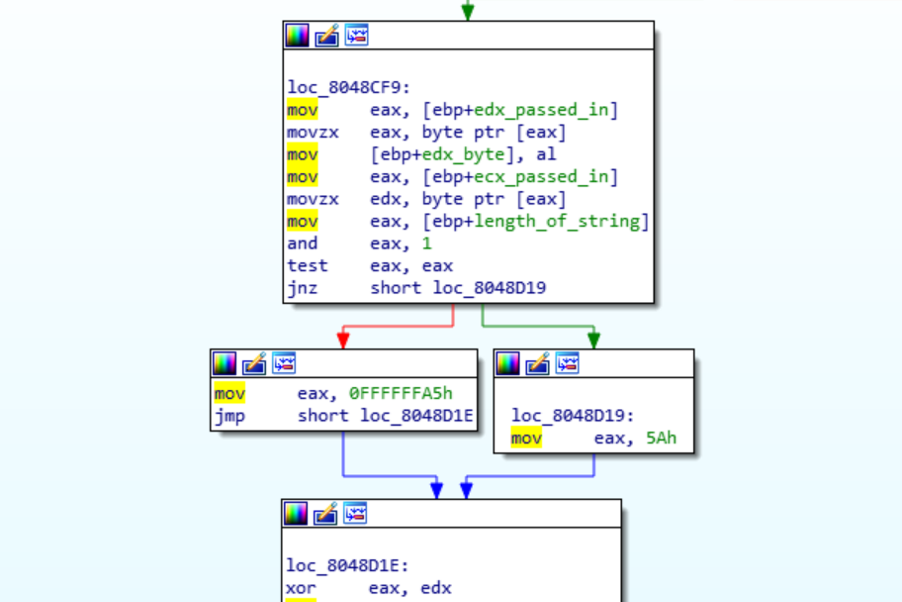 loc_8048CF9:
mov eax, [ebp+edx_passed_in]
movzx eax, byte ptr [eax]
mov [ebp+edx_byte], al
mov eax, [ebp+ecx_passed_in]
movzx edx, byte ptr [eax]
mov eax, [ebp+length_of_string]
and eax, 1
test eax, eax
jnz short loc_8048D19
mov eax, 0FFFFFFA5h
jmp short loc_8048D1E
loc_8048D19:
mov eax, 5Ah
loc_8048D1E:
xor eax, edx